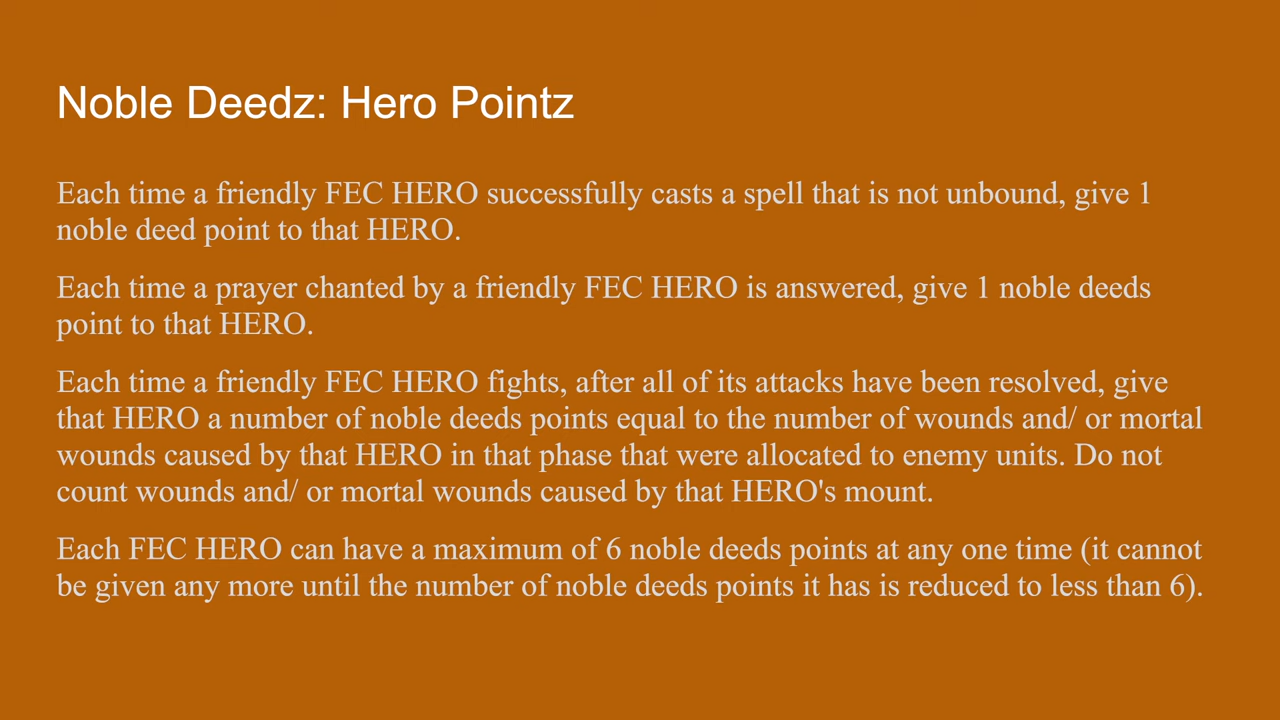 Noble Deedz: Hero Pointz
Each time a friendly FEC HERO successfully casts a spell that is not unbound, give 1
noble deed point to that HERO.
Each time a prayer chanted by a friendly FEC HERO is answered, give 1 noble deeds
point to that HERO.
Each time a friendly FEC HERO fights, after all of its attacks have been resolved, give
that HERO a number of noble deeds points equal to the number of wounds and/ or mortal
wounds caused by that HERO in that phase that were allocated to enemy units. Do not
count wounds and/ or mortal wounds caused by that HERO's mount.
Each FEC HERO can have a maximum of 6 noble deeds points at any one time (it cannot
be given any more until the number of noble deeds points it has is reduced to less than 6).